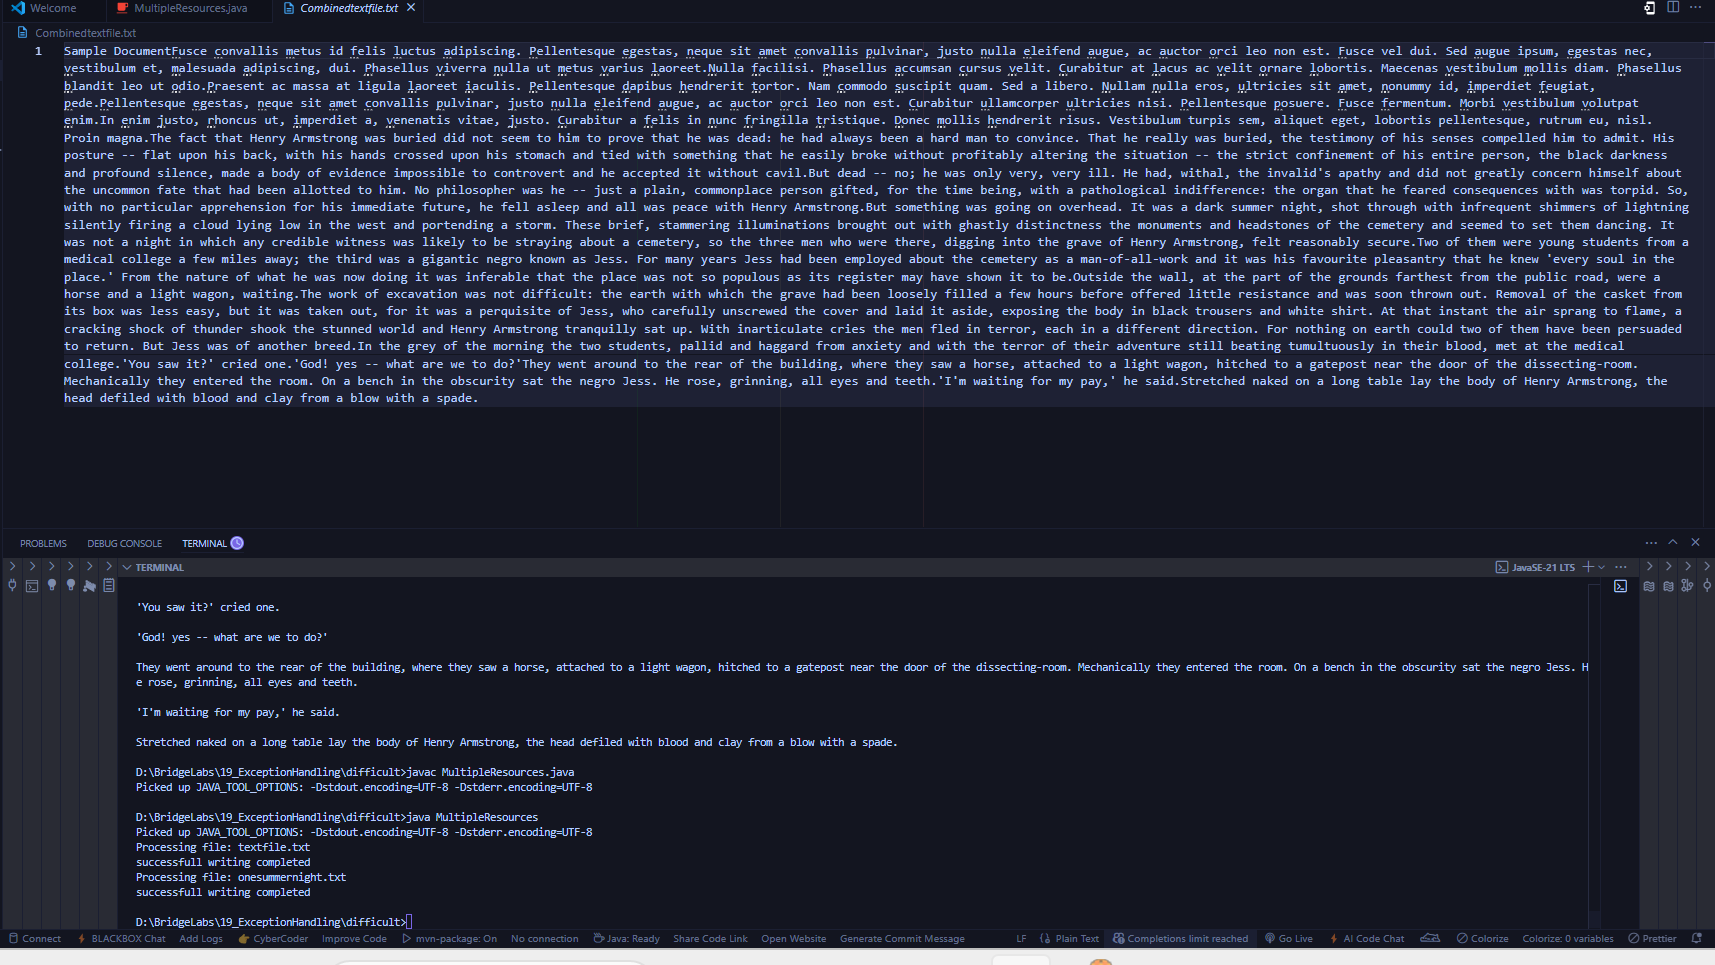 Welcome
MultipleResources.java
Combinedtextfile.txt
Combinedtextfile.txt
1
Sample DocumentFusce convallis metus id felis luctus adipiscing. Pellentesque egestas, neque sit amet convallis pulvinar, justo nulla eleifend augue, ac auctor orci leo non est. Fusce vel dui. Sed augue ipsum, egestas nec,
vestibulum et, malesuada adipiscing, dui. Phasellus viverra nulla ut metus varius laoreet.Nulla facilisi. Phasellus accumsan cursus velit. Curabitur at lacus ac velit ornare lobortis. Maecenas vestibulum mollis diam. Phasellus
blandit leo ut odio.Praesent ac massa at ligula laoreet iaculis. Pellentesque dapibus hendrerit tortor. Nam commodo suscipit quam. Sed a libero. Nullam nulla eros, ultricies sit amet, nonummy id, imperdiet feugiat,
pede.Pellentesque egestas, neque sit amet convallis pulvinar, justo nulla eleifend augue, ac auctor orci leo non est. Curabitur ullamcorper ultricies nisi. Pellentesque posuere. Fusce fermentum. Morbi vestibulum volutpat
enim.In enim justo, rhoncus ut, imperdiet a, venenatis vitae, justo. Curabitur a felis in nunc fringilla tristique. Donec mollis hendrerit risus. Vestibulum turpis sem, aliquet eget, lobortis pellentesque, rutrum eu, nisl.
Proin magna.The fact that Henry Armstrong was buried did not seem to him to prove that he was dead: he had always been a hard man to convince. That he really was buried, the testimony of his senses compelled him to admit. His
posture -- flat upon his back, with his hands crossed upon his stomach and tied with something that he easily broke without profitably altering the situation -- the strict confinement of his entire person, the black darkness
and profound silence, made a body of evidence impossible to controvert and he accepted it without cavil.But dead -- no; he was only very, very ill. He had, withal, the invalid's apathy and did not greatly concern himself about
the uncommon fate that had been allotted to him. No philosopher was he -- just a plain, commonplace person gifted, for the time being, with a pathological indifference: the organ that he feared consequences with was torpid. So,
with no particular apprehension for his immediate future, he fell asleep and all was peace with Henry Armstrong.But something was going on overhead. It was a dark summer night, shot through with infrequent shimmers of lightning
silently firing a cloud lying low in the west and portending a storm. These brief, stammering illuminations brought out with ghastly distinctness the monuments and headstones of the cemetery and seemed to set them dancing. It
was not a night in which any credible witness was likely to be straying about a cemetery, so the three men who were there, digging into the grave of Henry Armstrong, felt reasonably secure.Two of them were young students from a
medical college a few miles away; the third was a gigantic negro known as Jess. For many years Jess had been employed about the cemetery as a man-of-all-work and it was his favourite pleasantry that he knew 'every soul in the
place.' From the nature of what he was now doing it was inferable that the place was not so populous as its register may have shown it to be.Outside the wall, at the part of the grounds farthest from the public road, were a
horse and a light wagon, waiting.The work of excavation was not difficult: the earth with which the grave had been loosely filled a few hours before offered little resistance and was soon thrown out. Removal of the casket from
its box was less easy, but it was taken out, for it was a perquisite of Jess, who carefully unscrewed the cover and laid it aside, exposing the body in black trousers and white shirt. At that instant the air sprang to flame, a
cracking shock of thunder shook the stunned world and Henry Armstrong tranquilly sat up. With inarticulate cries the men fled in terror, each in a different direction. For nothing on earth could two of them have been persuaded
to return. But Jess was of another breed.In the grey of the morning the two students, pallid and haggard from anxiety and with the terror of their adventure still beating tumultuously in their blood, met at the medical
college.'You saw it?' cried one.'God! yes -- what are we to do?'They went around to the rear of the building, where they saw a horse, attached to a light wagon, hitched to a gatepost near the door of the dissecting-room.
Mechanically they entered the room. On a bench in the obscurity sat the negro Jess. He rose, grinning, all eyes and teeth.'I'm waiting for my pay,' he said.Stretched naked on a long table lay the body of Henry Armstrong, the
head defiled with blood and clay from a blow with a spade.
PROBLEMS DEBUG CONSOLE TERMINAL
TERMINAL
JavaSE-21 LTS
'You saw it?' cried one.
'God! yes -- what are we to do?'
They went around to the rear of the building, where they saw a horse, attached to a light wagon, hitched to a gatepost near the door of the dissecting-room. Mechanically they entered the room. On a bench in the obscurity sat the negro Jess. H
e rose, grinning, all eyes and teeth.
'I'm waiting for my pay,' he said.
Stretched naked on a long table lay the body of Henry Armstrong, the head defiled with blood and clay from a blow with a spade.
D:\BridgeLabs\19_ExceptionHandling\difficult>javac MultipleResources.java
Picked up JAVA_TOOL_OPTIONS: -Dstdout.encoding=UTF-8 -Dstderr.encoding=UTF-8
D:\BridgeLabs\19_ExceptionHandling\difficult>java MultipleResources
Picked up JAVA_TOOL_OPTIONS: -Dstdout.encoding=UTF-8 -Dstderr.encoding=UTF-8
Processing file: textfile.txt
successfull writing completed
Processing file: onesummernight.txt
successfull writing completed
D:\BridgeLabs\19_ExceptionHandling\difficult>
Connect BLACKBOX Chat Add Logs CyberCoder Improve Code mvn-package: On No connection Java: Ready Share Code Link Open Website Generate Commit Message LF {} Plain Text Completions limit reached Go Live AI Code Chat Colorize Colorize: 0 variables Prettier